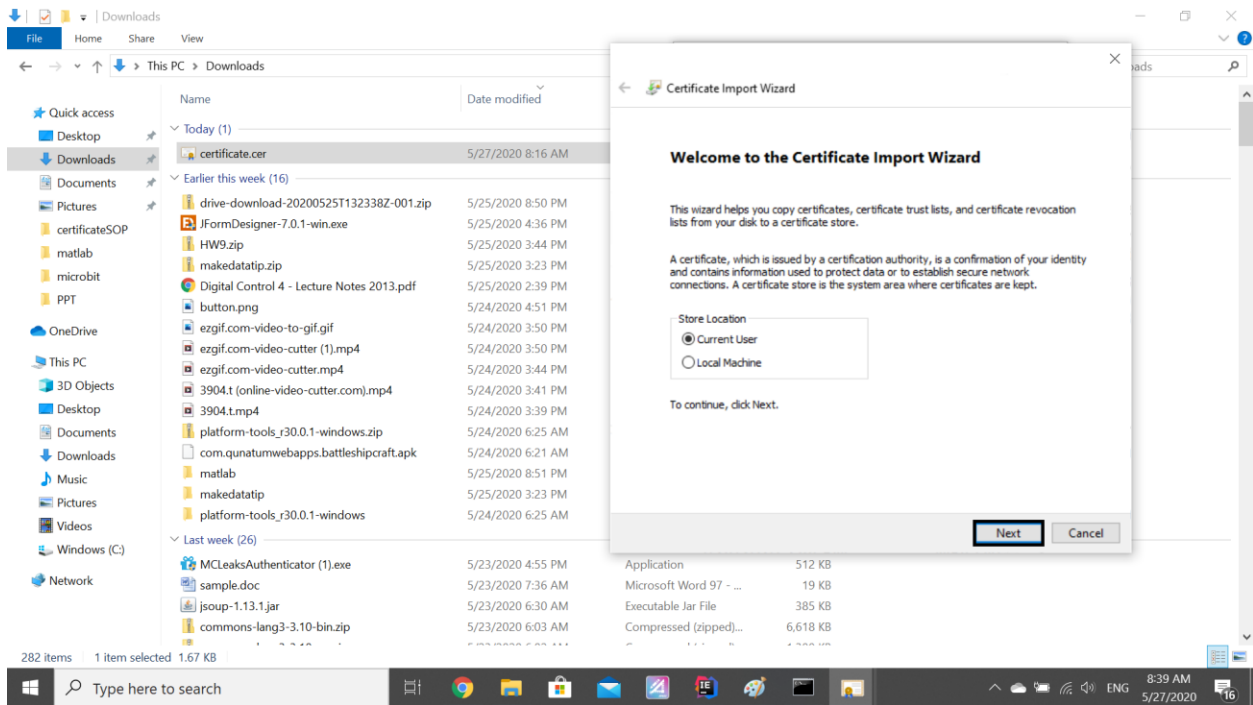 Downloads
File Home Share View
This PC > Downloads
Quick access
Desktop
Downloads
Documents
Pictures
certificateSOP
matlab
microbit
PPT
OneDrive
This PC
3D Objects
Desktop
Documents
Downloads
Music
Pictures
Videos
Windows (C:)
Network
Name Date modified
Today (1)
certificate.cer 5/27/2020 8:16 AM
Earlier this week (16)
drive-download-20200525T132338Z-001.zip 5/25/2020 8:50 PM
JFormDesigner-7.0.1-win.exe 5/25/2020 4:36 PM
HW9.zip 5/25/2020 3:44 PM
makedatatip.zip 5/25/2020 3:23 PM
Digital Control 4 - Lecture Notes 2013.pdf 5/25/2020 2:39 PM
button.png 5/24/2020 4:51 PM
ezgif.com-video-to-gif.gif 5/24/2020 3:50 PM
ezgif.com-video-cutter (1).mp4 5/24/2020 3:50 PM
ezgif.com-video-cutter.mp4 5/24/2020 3:44 PM
3904.t (online-video-cutter.com).mp4 5/24/2020 3:41 PM
3904.t.mp4 5/24/2020 3:39 PM
platform-tools_r30.0.1-windows.zip 5/24/2020 6:25 AM
com.qunatumwebapps.battleshipcraft.apk 5/24/2020 6:21 AM
matlab 5/25/2020 8:51 PM
makedatatip 5/25/2020 3:23 PM
platform-tools_r30.0.1-windows 5/24/2020 6:25 AM
Last week (26)
MCLeaksAuthenticator (1).exe 5/23/2020 4:55 PM Application 512 KB
sample.doc 5/23/2020 7:36 AM Microsoft Word 97 - ... 19 KB
jsoup-1.13.1.jar 5/23/2020 6:30 AM Executable Jar File 385 KB
commons-lang3-3.10-bin.zip 5/23/2020 6:03 AM Compressed (zipped)... 6,618 KB
Certificate Import Wizard
Welcome to the Certificate Import Wizard
This wizard helps you copy certificates, certificate trust lists, and certificate revocation
lists from your disk to a certificate store.
A certificate, which is issued by a certification authority, is a confirmation of your identity
and contains information used to protect data or to establish secure network
connections. A certificate store is the system area where certificates are kept.
Store Location
Current User
Local Machine
To continue, click Next.
Next Cancel
282 items 1 item selected 1.67 KB
Type here to search
ENG
8:39 AM
5/27/2020
16